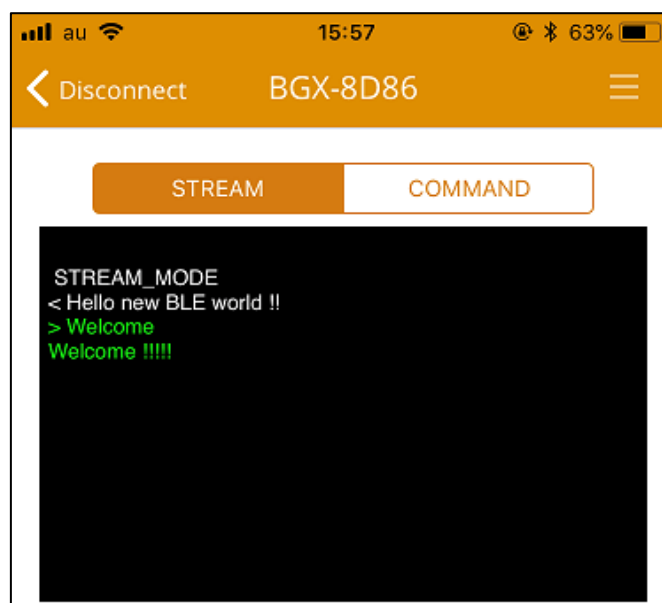 au 15:57 63%
Disconnect BGX-8D86
STREAM COMMAND
STREAM_MODE
< Hello new BLE world !!
> Welcome
Welcome !!!!!